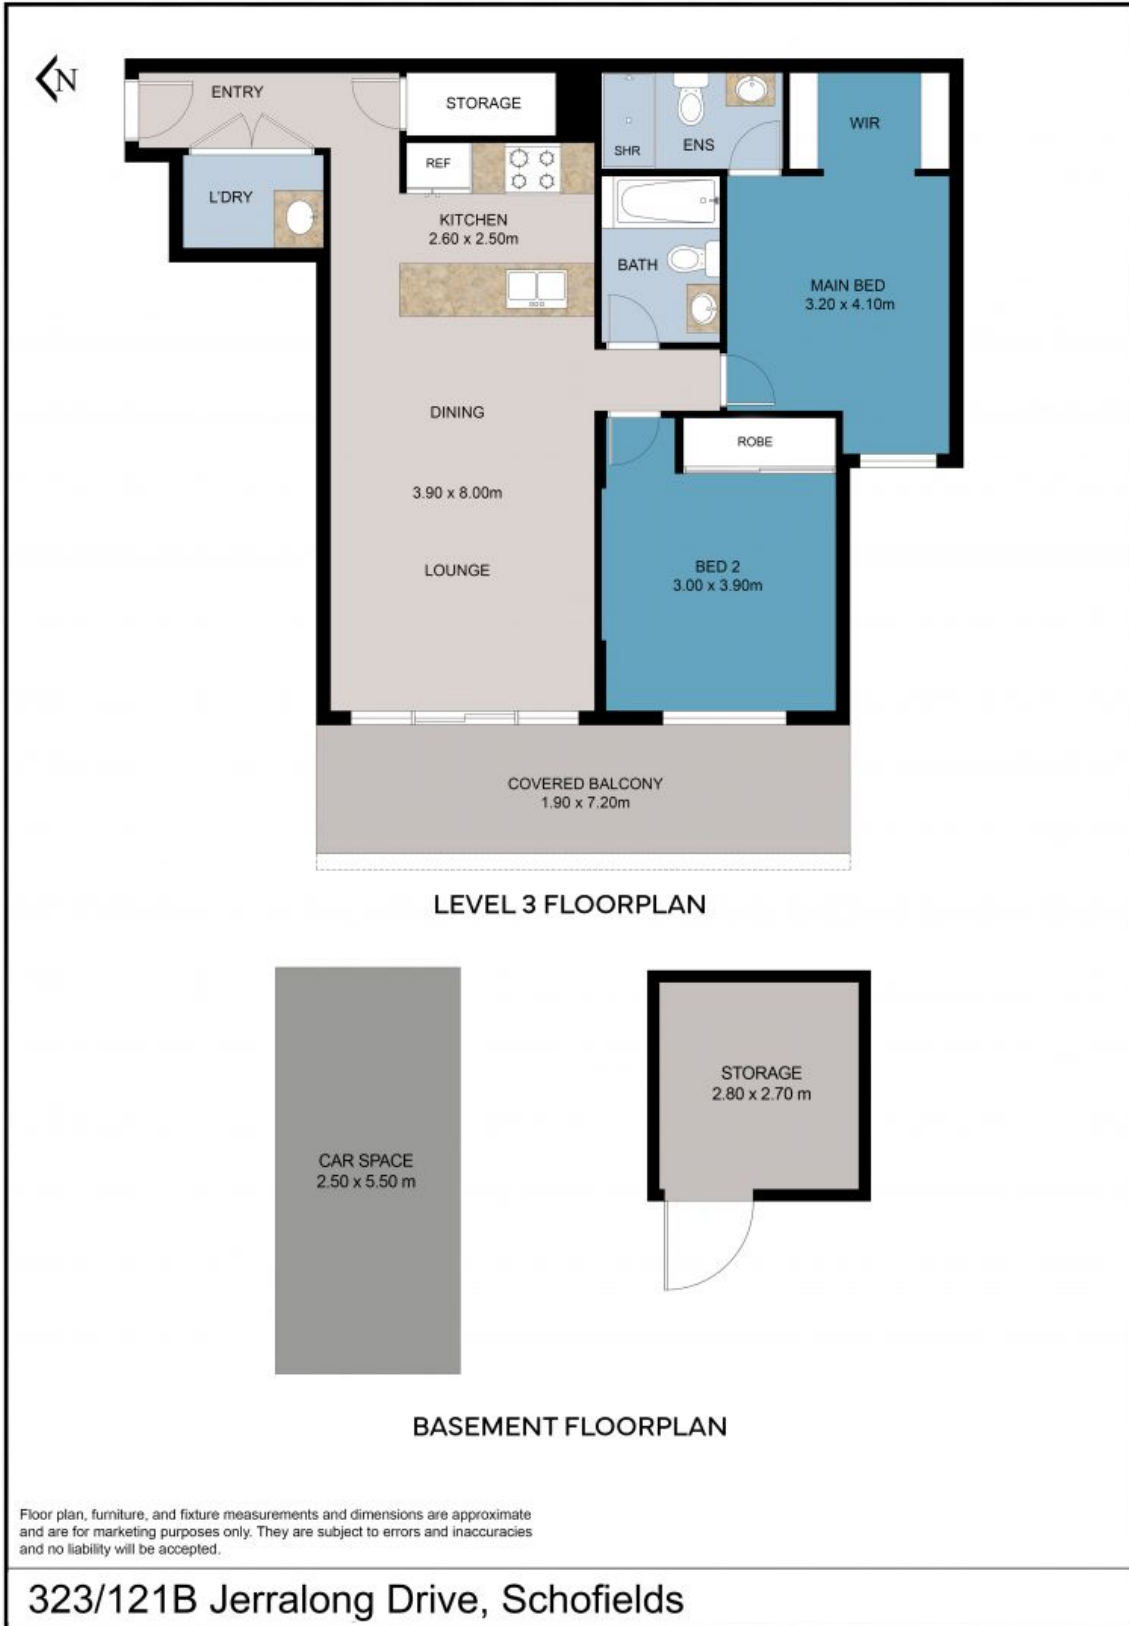 N
ENTRY
STORAGE
WIR
SHR
ENS
REF
L'DRY
KITCHEN
2.60 x 2.50m
BATH
MAIN BED
3.20 x 4.10m
DINING
ROBE
3.90 x 8.00m
LOUNGE
BED 2
3.00 x 3.90m
COVERED BALCONY
1.90 x 7.20m
LEVEL 3 FLOORPLAN
STORAGE
2.80 x 2.70 m
CAR SPACE
2.50 x 5.50 m
BASEMENT FLOORPLAN
Floor plan, furniture, and fixture measurements and dimensions are approximate
and are for marketing purposes only. They are subject to errors and inaccuracies
and no liability will be accepted.
323/121B Jerralong Drive, Schofields